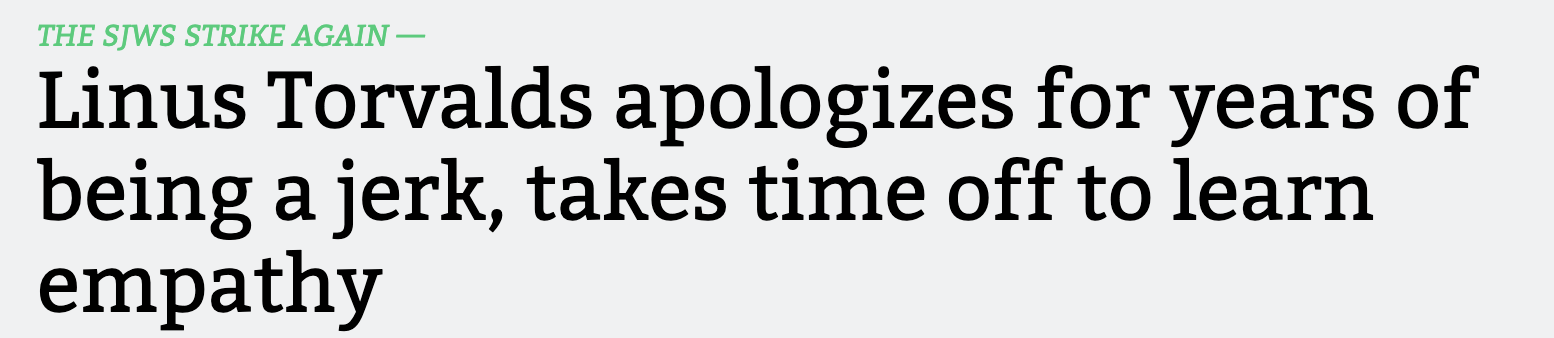 THE SJWS STRIKE AGAIN —
Linus Torvalds apologizes for years of
being a jerk, takes time off to learn
empathy